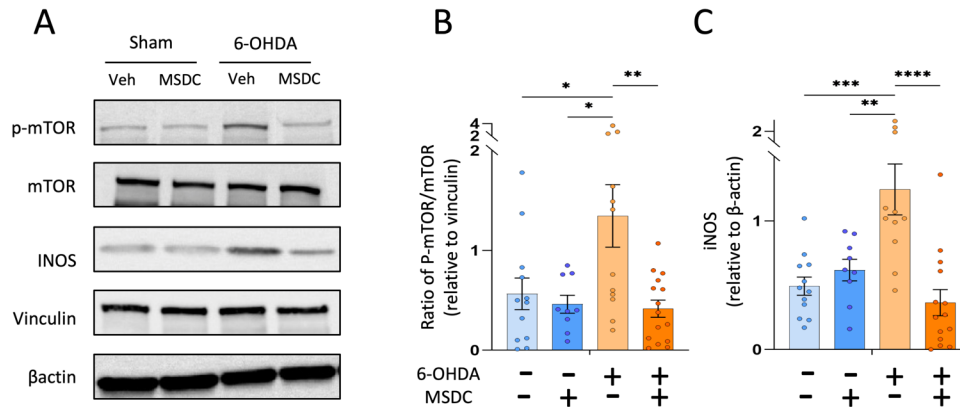 A
Sham
6-OHDA
Veh
MSDC
Veh
MSDC
p-mTOR
mTOR
INOS
Vinculin
βactin
B
Ratio of P-mTOR/mTOR
(relative to vinculin)
4
2
2
1
0
*
**
*
6-OHDA
MSDC
− + − +
− − + +
C
iNOS
(relative to β-actin)
2
1
0
***
****
**
− − + +
− + − +